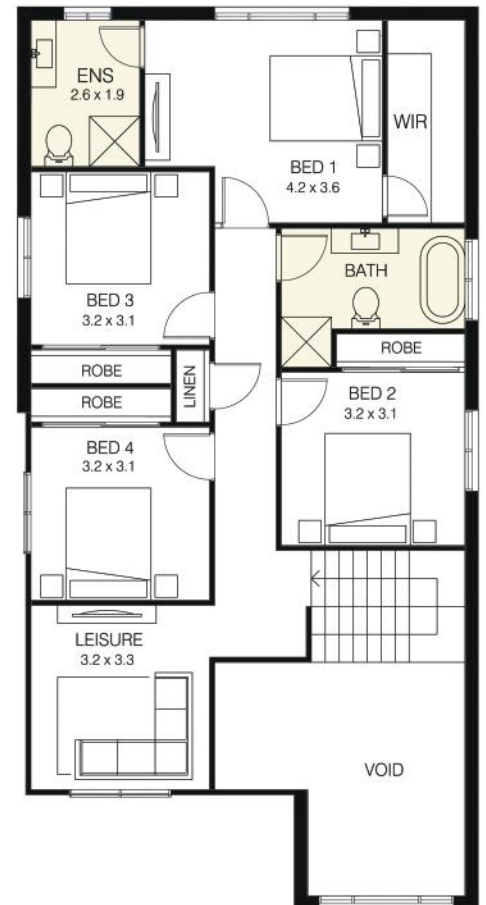 ENS
2.6 x 1.9
WIR
BED 1
4.2 x 3.6
BATH
BED 3
3.2 x 3.1
ROBE
ROBE
LINEN
ROBE
BED 2
3.2 x 3.1
BED 4
3.2 x 3.1
LEISURE
3.2 x 3.3
VOID